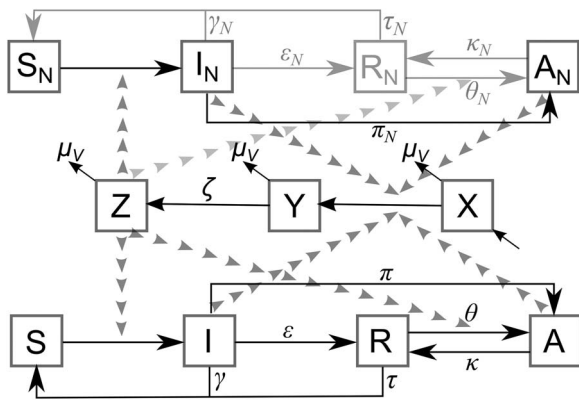 γ_N τ_N
S_N I_N ε_N R_N κ_N A_N
θ_N
π_N
μ_V μ_V μ_V
Z ζ Y X
π
S I ε R θ A
κ
γ τ